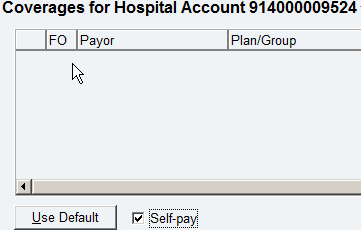 Coverages for Hospital Account 914000009524
FO Payor Plan/Group
Use Default Self-pay